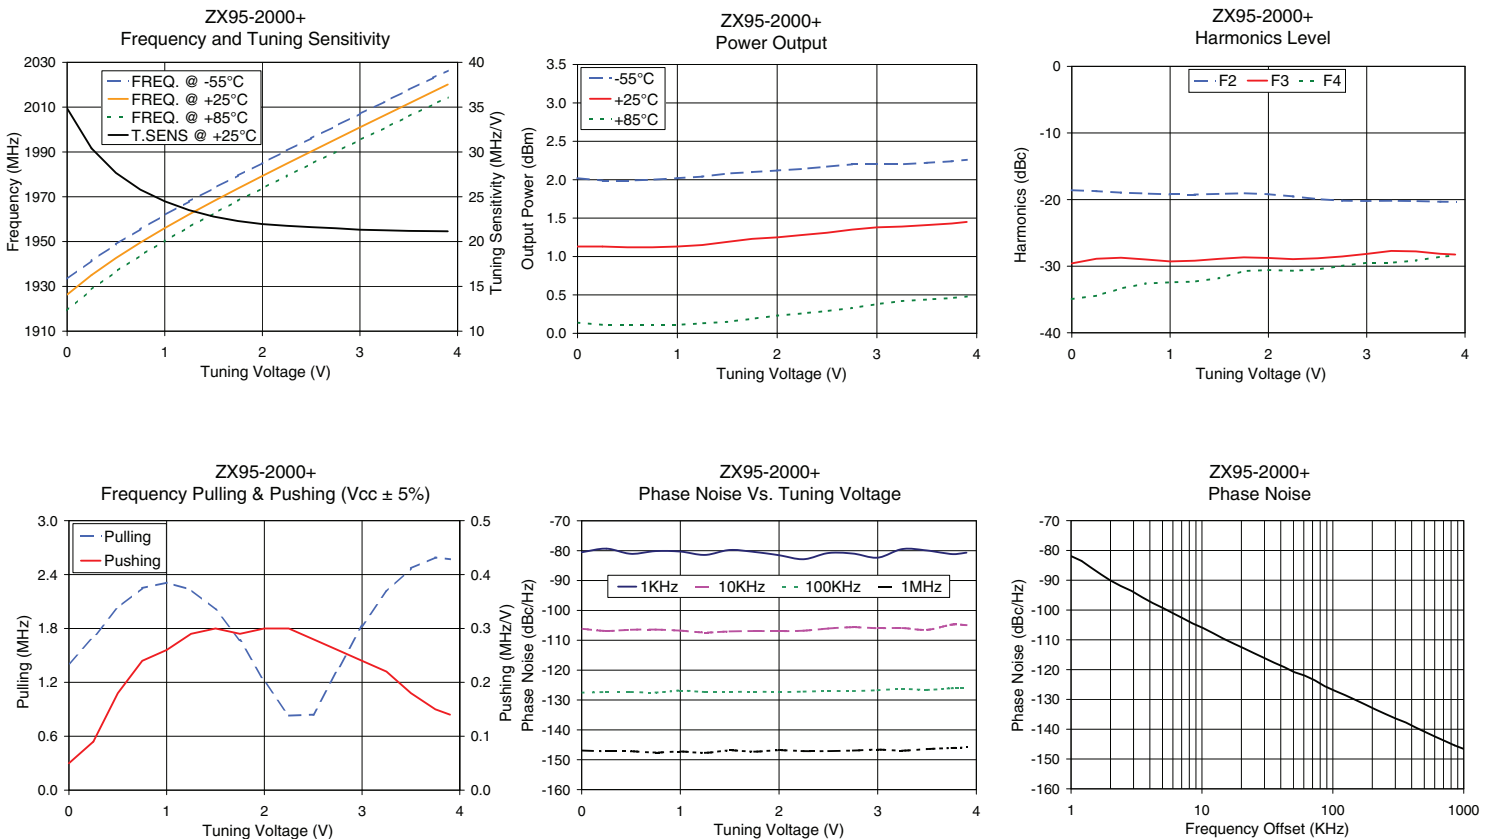 ZX95-2000+
Frequency and Tuning Sensitivity
2030
2010
1990
1970
1950
1930
1910
40
35
30
25
20
15
10
0
1
2
3
4
FREQ. @ -55°C
FREQ. @ +25°C
FREQ. @ +85°C
T.SENS @ +25°C
Frequency (MHz)
Tuning Sensitivity (MHz/V)
Tuning Voltage (V)
ZX95-2000+
Power Output
3.5
3.0
2.5
2.0
1.5
1.0
0.5
0.0
0
1
2
3
4
-55°C
+25°C
+85°C
Output Power (dBm)
Tuning Voltage (V)
ZX95-2000+
Harmonics Level
0
-10
-20
-30
-40
0
1
2
3
4
F2
F3
F4
Harmonics (dBc)
Tuning Voltage (V)
ZX95-2000+
Frequency Pulling & Pushing (Vcc ± 5%)
3.0
2.4
1.8
1.2
0.6
0.0
0.5
0.4
0.3
0.2
0.1
0.0
0
1
2
3
4
Pulling
Pushing
Pulling (MHz)
Pushing (MHz/V)
Tuning Voltage (V)
ZX95-2000+
Phase Noise Vs. Tuning Voltage
-70
-80
-90
-100
-110
-120
-130
-140
-150
-160
0
1
2
3
4
1KHz
10KHz
100KHz
1MHz
Phase Noise (dBc/Hz)
Tuning Voltage (V)
ZX95-2000+
Phase Noise
-70
-80
-90
-100
-110
-120
-130
-140
-150
-160
1
10
100
1000
Phase Noise (dBc/Hz)
Frequency Offset (KHz)